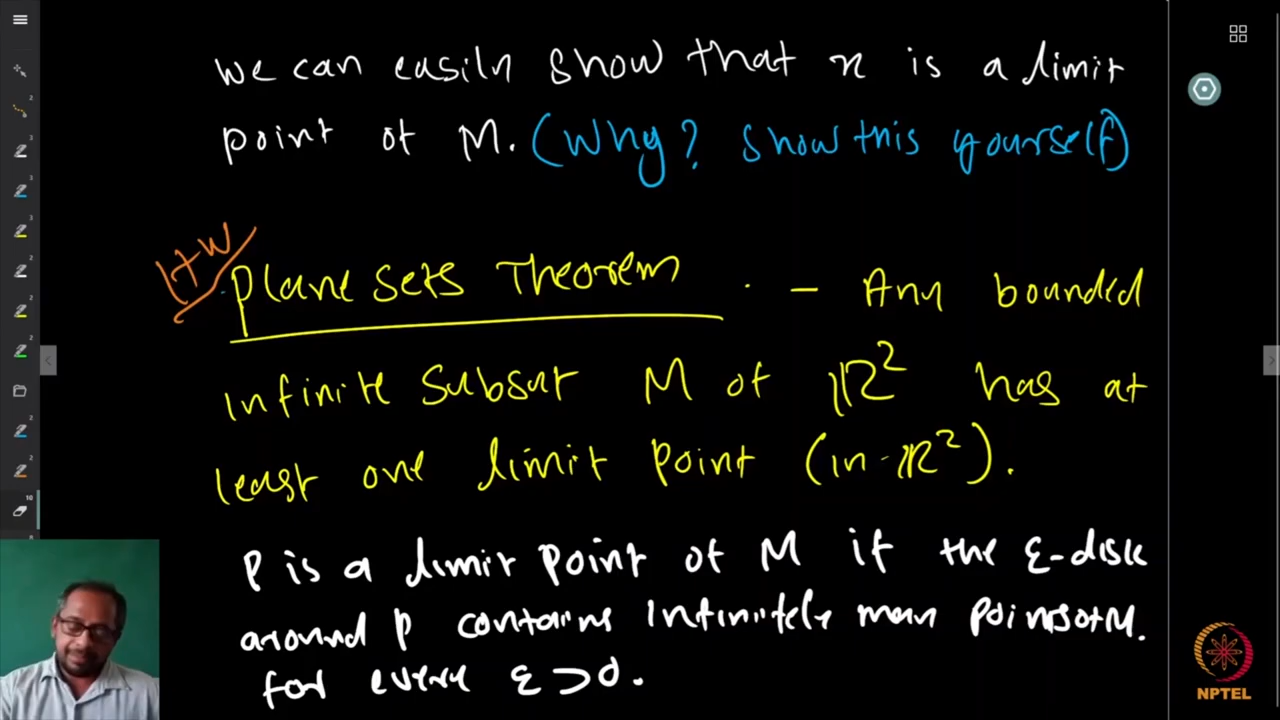 we can easily show that x is a limit
point of M. (Why? show this yourself)
HW
Plane sets Theorem . - Any bounded
infinite subset M of ℝ² has at
least one limit point (in ℝ²).
P is a limit point of M if the ε-disk
around p contains infinitely many points of M.
for every ε > 0.
NPTEL